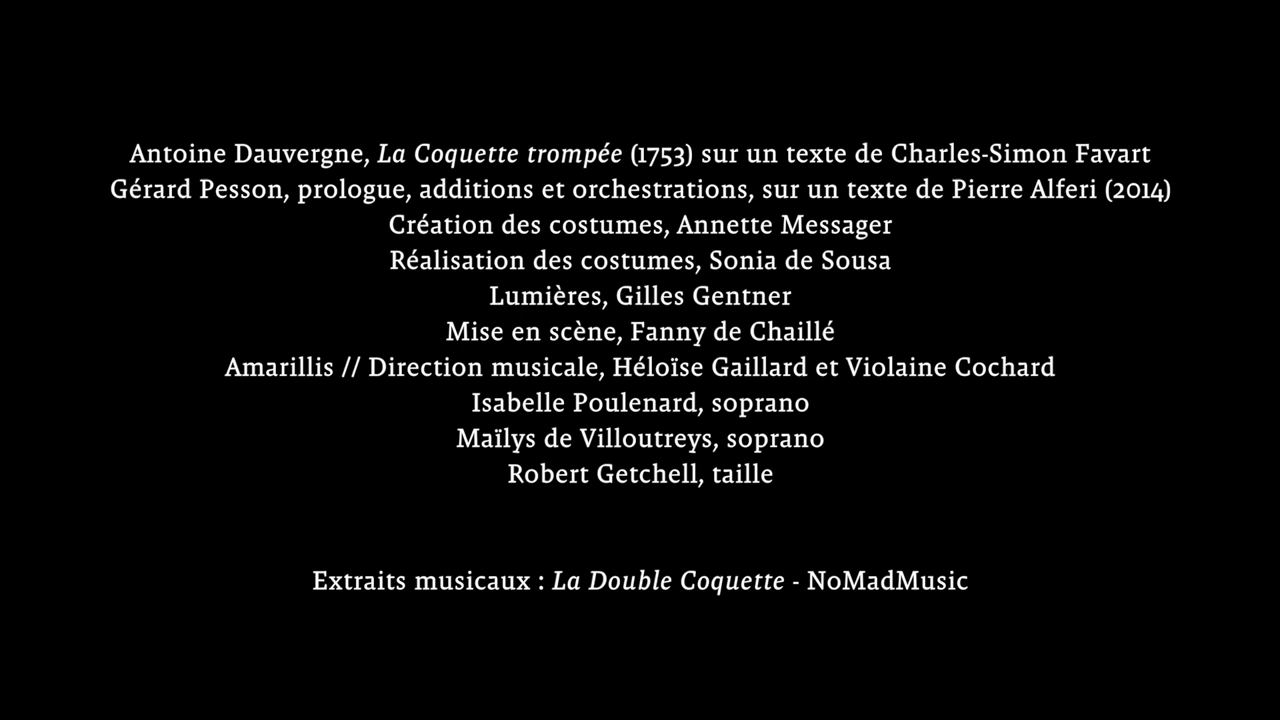 Antoine Dauvergne, La Coquette trompée (1753) sur un texte de Charles-Simon Favart
Gérard Pesson, prologue, additions et orchestrations, sur un texte de Pierre Alferi (2014)
Création des costumes, Annette Messager
Réalisation des costumes, Sonia de Sousa
Lumières, Gilles Gentner
Mise en scène, Fanny de Chaillé
Amarillis // Direction musicale, Héloïse Gaillard et Violaine Cochard
Isabelle Poulenard, soprano
Maïlys de Villoutreys, soprano
Robert Getchell, taille
Extraits musicaux : La Double Coquette - NoMadMusic